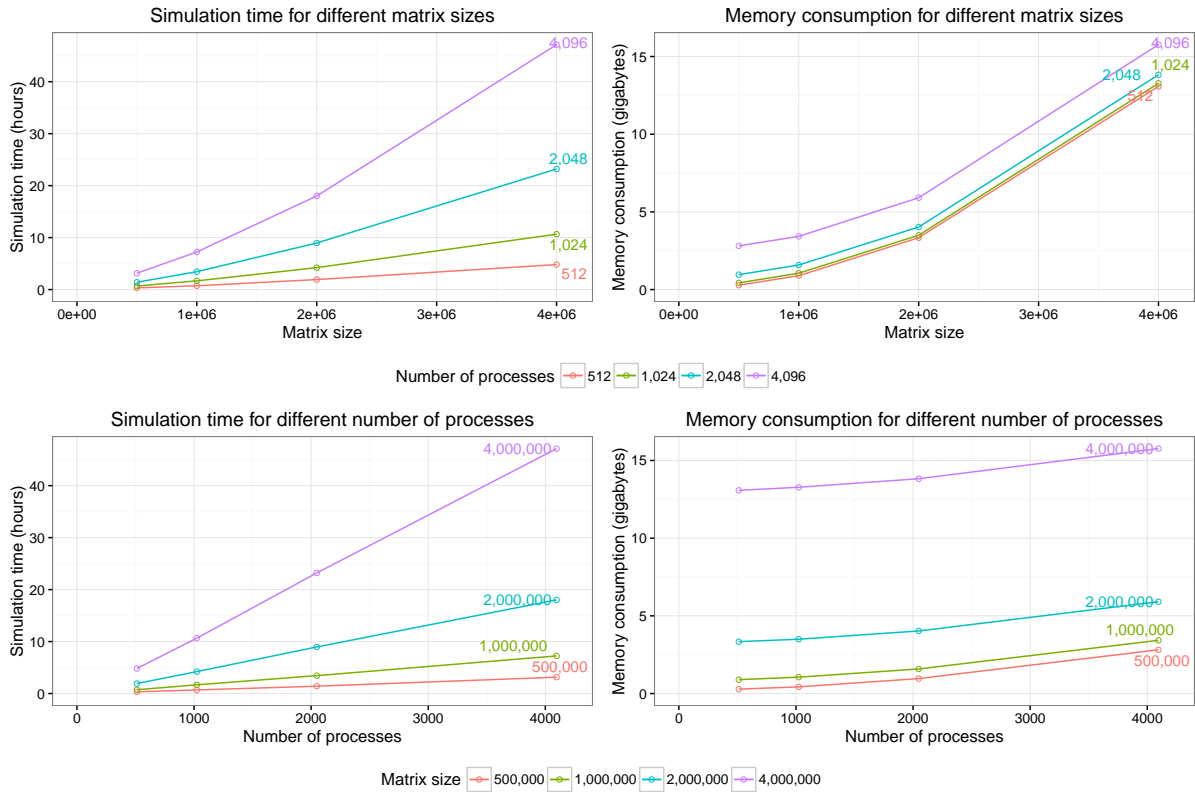 Simulation time for different matrix sizes
Memory consumption for different matrix sizes
Simulation time (hours)
40
30
20
10
0
4,096
2,048
1,024
512
0e+00 1e+06 2e+06 3e+06 4e+06
Matrix size
Memory consumption (gigabytes)
15
10
5
0
4,096
1,024
2,048
512
0e+00 1e+06 2e+06 3e+06 4e+06
Matrix size
Number of processes 512 1,024 2,048 4,096
Simulation time for different number of processes
Memory consumption for different number of processes
Simulation time (hours)
40
30
20
10
0
4,000,000
2,000,000
1,000,000
500,000
0 1000 2000 3000 4000
Number of processes
Memory consumption (gigabytes)
15
10
5
0
4,000,000
2,000,000
1,000,000
500,000
0 1000 2000 3000 4000
Number of processes
Matrix size 500,000 1,000,000 2,000,000 4,000,000